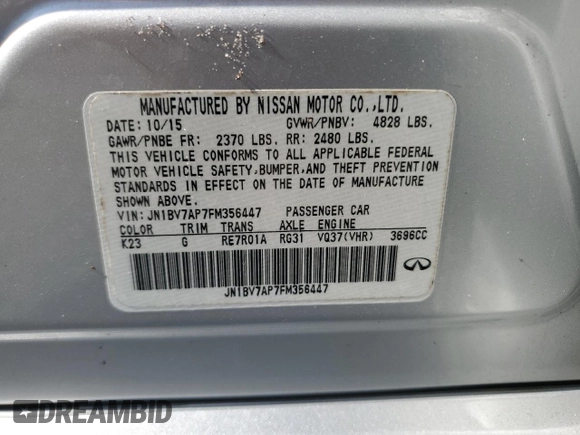 MANUFACTURED BY NISSAN MOTOR CO.,LTD.
DATE: 10/15 GVWR/PNBV: 4828 LBS.
GAWR/PNBE FR: 2370 LBS. RR: 2480 LBS.
THIS VEHICLE CONFORMS TO ALL APPLICABLE FEDERAL
MOTOR VEHICLE SAFETY,BUMPER,AND THEFT PREVENTION
STANDARDS IN EFFECT ON THE DATE OF MANUFACTURE
SHOWN ABOVE.
VIN: JN1BV7AP7FM356447 PASSENGER CAR
COLOR TRIM TRANS AXLE ENGINE
K23 G RE7R01A RG31 VQ37(VHR) 3696CC
JN1BV7AP7FM356447
DREAMBID